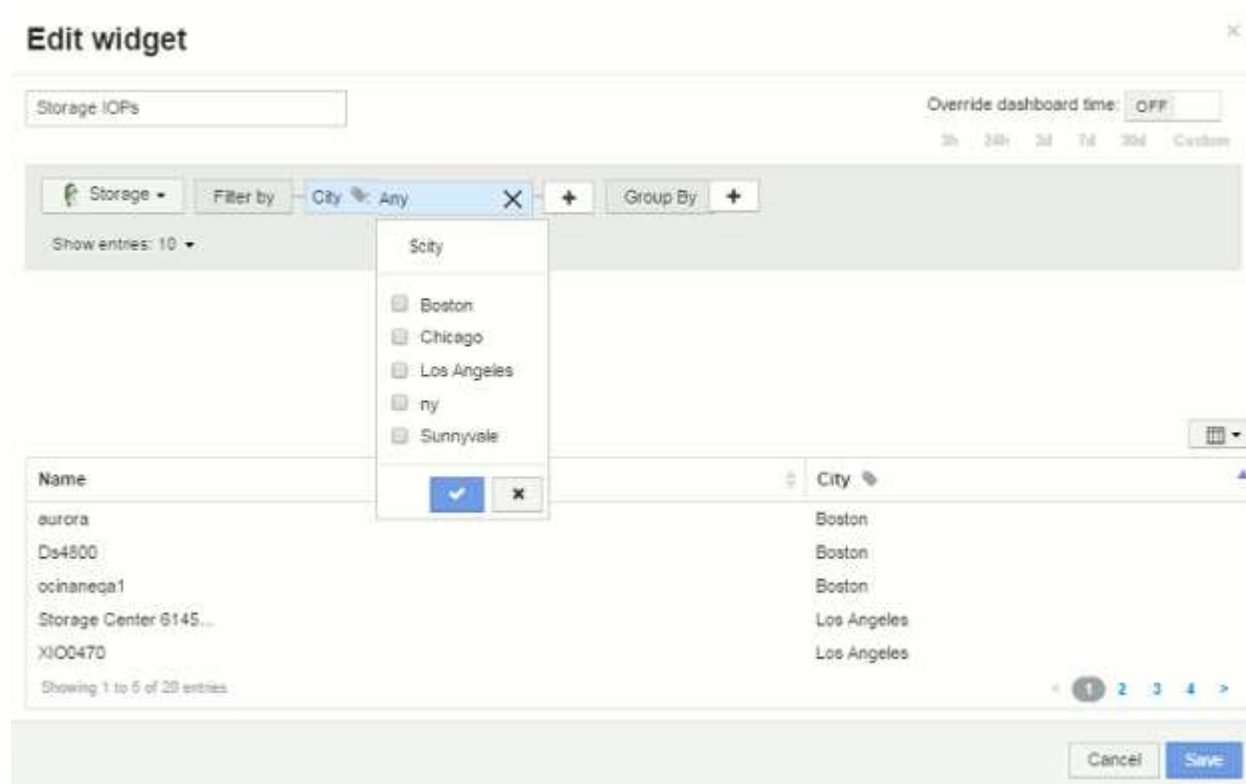 Edit widget
Storage IOPs
Override dashboard time: OFF
3h 24h 3d 7d 30d Custom
Storage Filter by City Any Group By
Show entries: 10
$city
Boston
Chicago
Los Angeles
ny
Sunnyvale
Name City
aurora Boston
Ds4800 Boston
ocinaneqa1 Boston
Storage Center 6145... Los Angeles
XIO0470 Los Angeles
Showing 1 to 5 of 20 entries < 1 2 3 4 >
Cancel Save